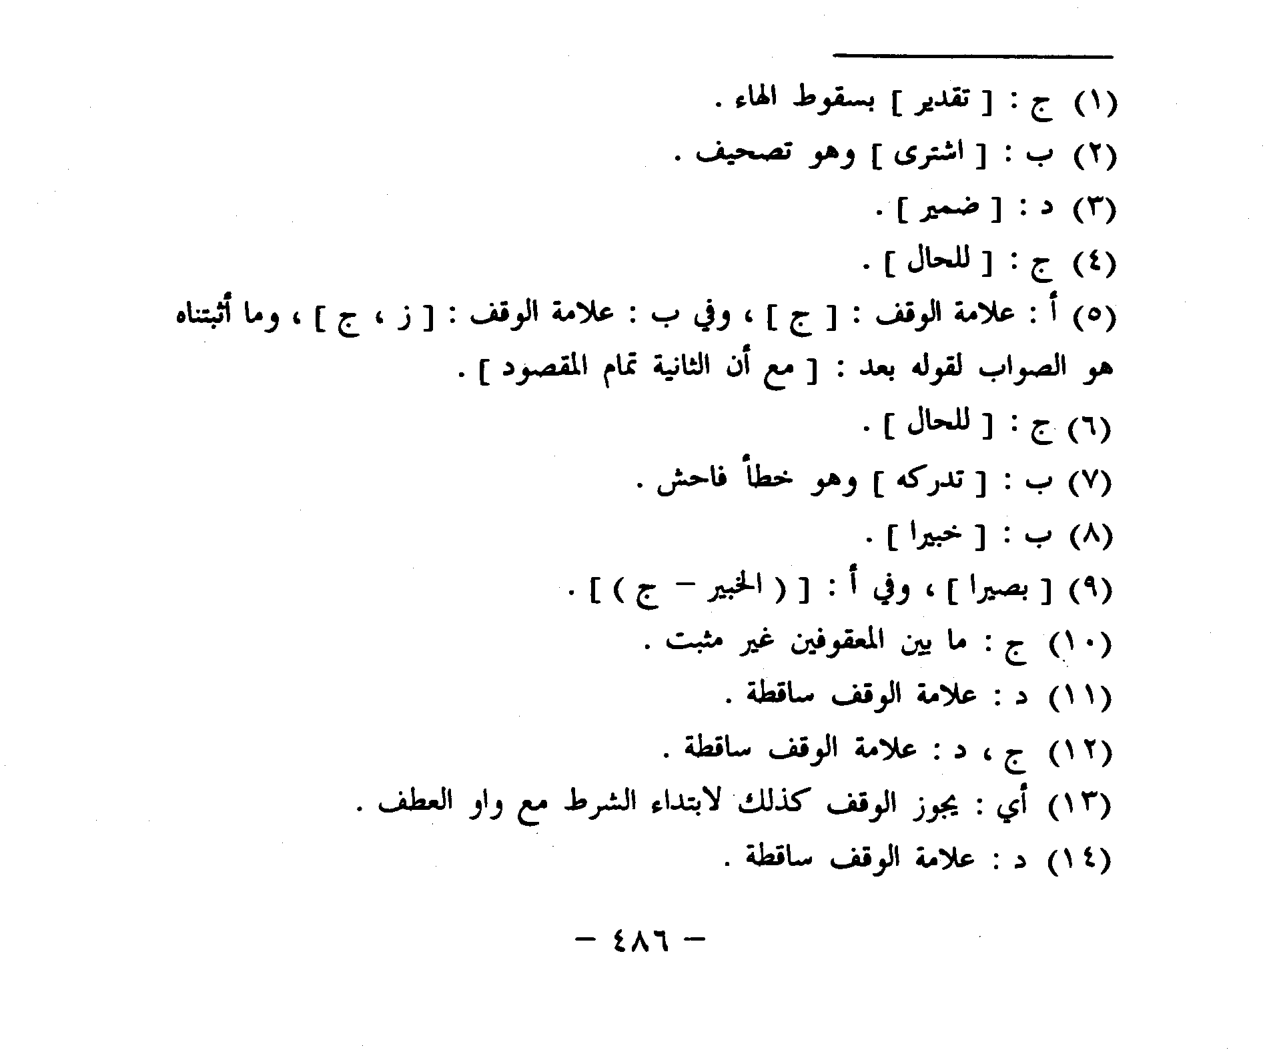 (١) ج : [ تقدير ] بسقوط الهاء .
(٢) ب : [ اشترى ] وهو تصحيف .
(٣) د : [ ضمير ] .
(٤) ج : [ للحال ] .
(٥) أ : علامة الوقف : [ ج ] ، وفي ب : علامة الوقف : [ ز ، ج ] ، وما أثبتناه
هو الصواب لقوله بعد : [ مع أن الثانية تمام المقصود ] .
(٦) ج : [ للحال ] .
(٧) ب : [ تدركه ] وهو خطأ فاحش .
(٨) ب : [ خبيرا ] .
(٩) [ بصيرا ] ، وفي أ : [ ( الخبير – ج ) ] .
(١٠) ج : ما بين المعقوفين غير مثبت .
(١١) د : علامة الوقف ساقطة .
(١٢) ج ، د : علامة الوقف ساقطة .
(١٣) أي : يجوز الوقف كذلك لابتداء الشرط مع واو العطف .
(١٤) د : علامة الوقف ساقطة .
– ٤٨٦ –